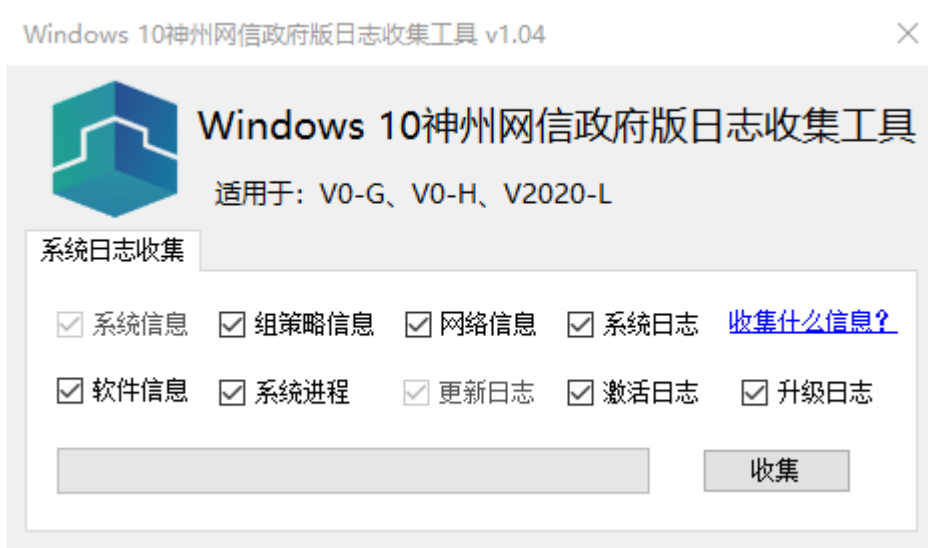 Windows 10神州网信政府版日志收集工具 v1.04
Windows 10神州网信政府版日志收集工具
适用于：V0-G、V0-H、V2020-L
系统日志收集
系统信息 组策略信息 网络信息 系统日志 收集什么信息？
软件信息 系统进程 更新日志 激活日志 升级日志
收集